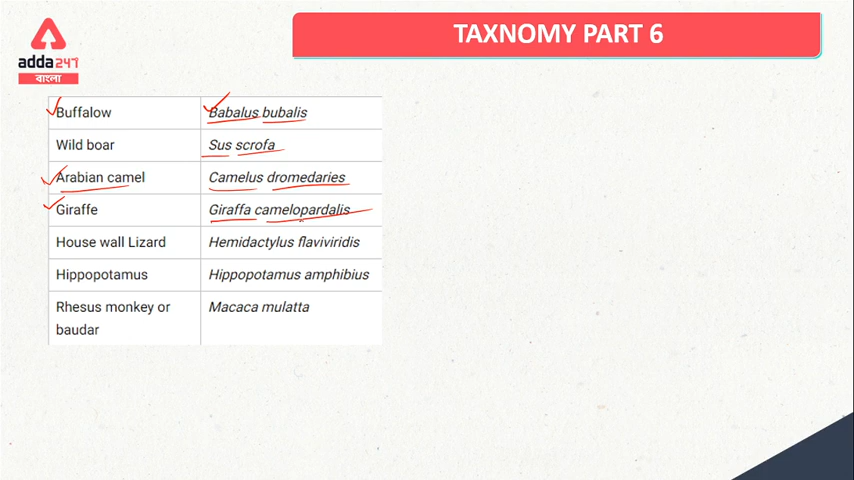 TAXNOMY PART 6
adda247
বাংলা
Buffalow Babalus bubalis
Wild boar Sus scrofa
Arabian camel Camelus dromedaries
Giraffe Giraffa camelopardalis
House wall Lizard Hemidactylus flaviviridis
Hippopotamus Hippopotamus amphibius
Rhesus monkey or Macaca mulatta
baudar